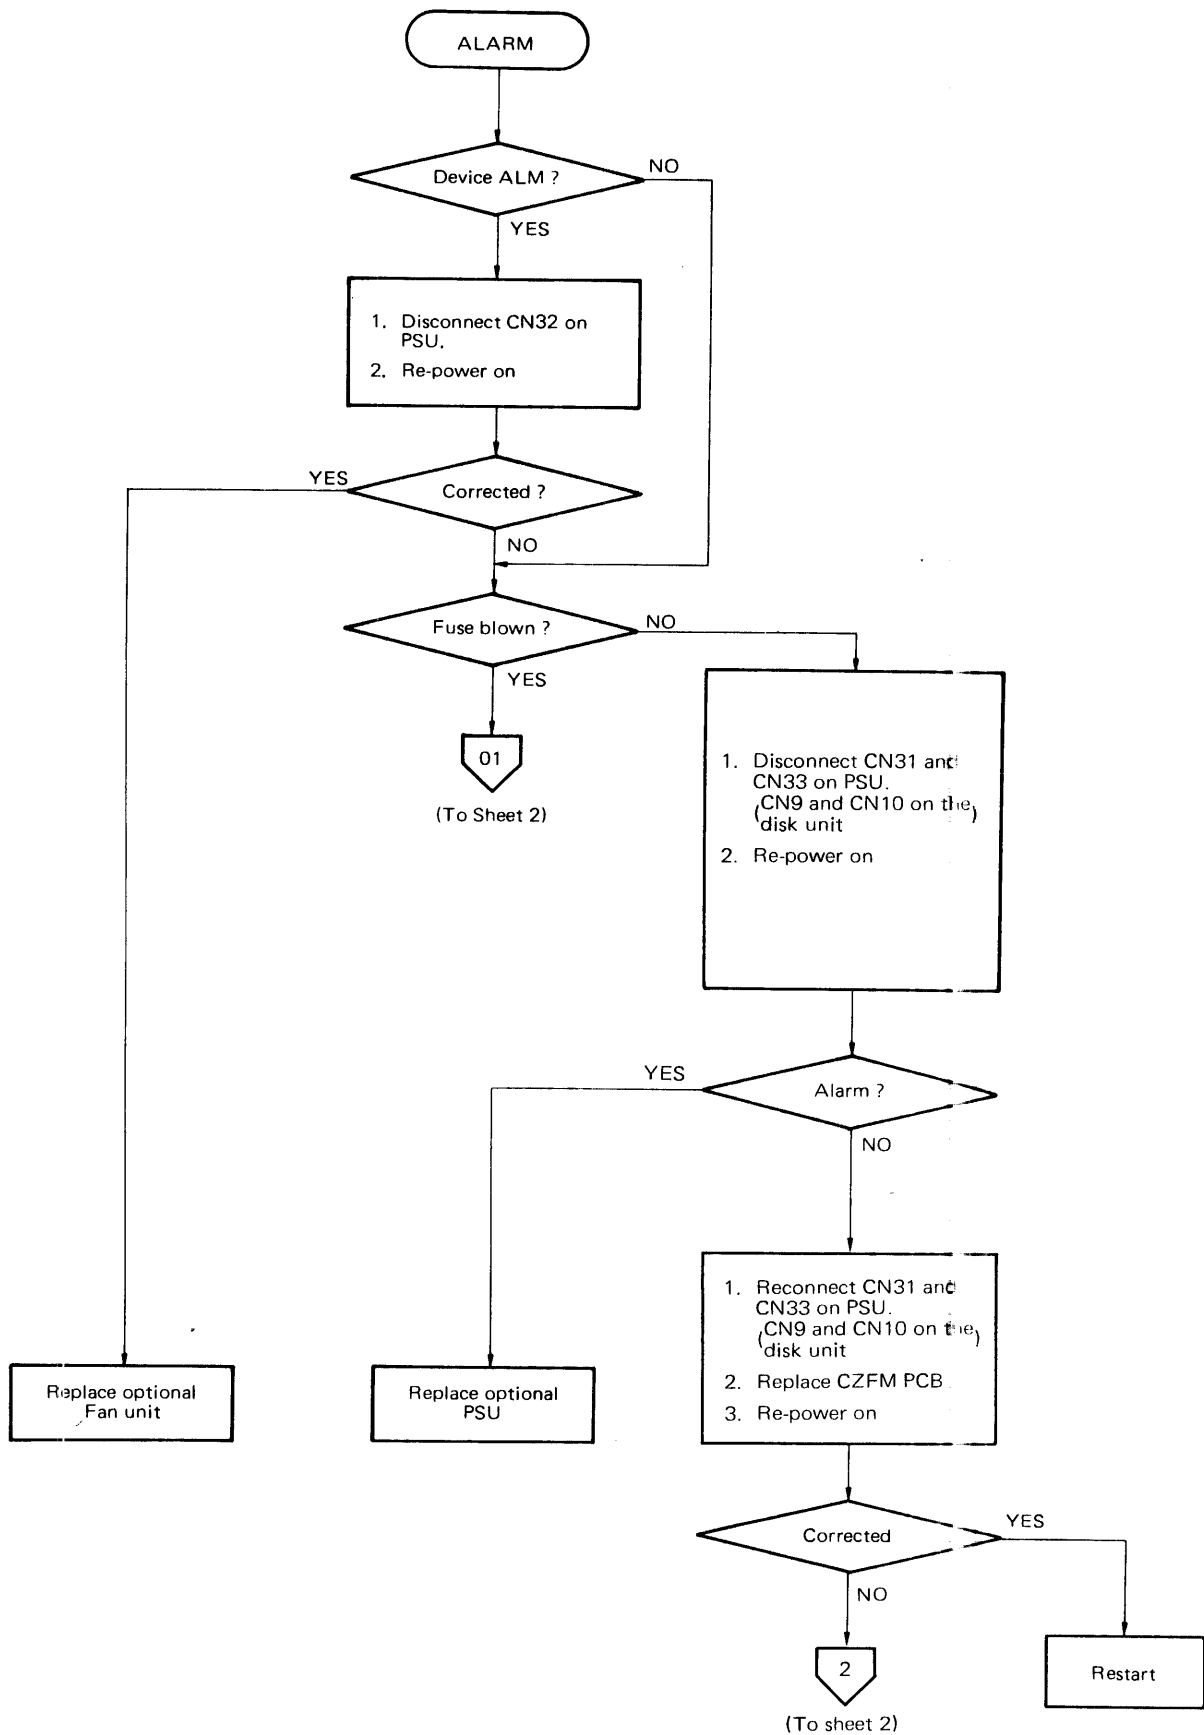 ALARM
Device ALM ?
NO
YES
1. Disconnect CN32 on
PSU.
2. Re-power on
YES
Corrected ?
NO
Fuse blown ?
NO
YES
01
(To Sheet 2)
1. Disconnect CN31 and
CN33 on PSU.
(CN9 and CN10 on the)
disk unit
2. Re-power on
YES
Alarm ?
NO
1. Reconnect CN31 and
CN33 on PSU.
(CN9 and CN10 on the)
disk unit
2. Replace CZFM PCB
3. Re-power on
Replace optional
Fan unit
Replace optional
PSU
Corrected
YES
NO
2
(To sheet 2)
Restart